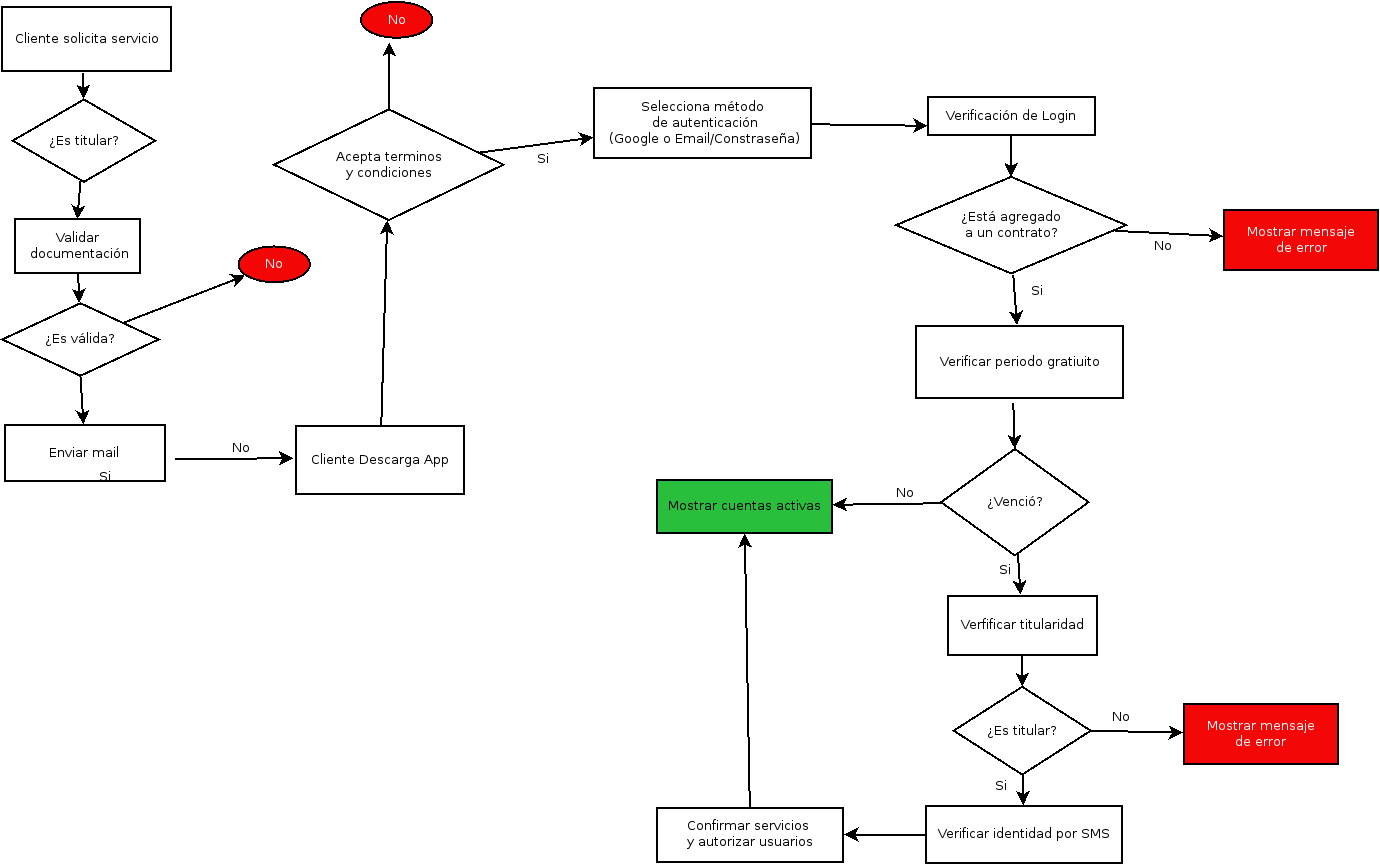 Cliente solicita servicio
¿Es titular?
Validar
documentación
¿Es válida?
No
Enviar mail
Si
No
Cliente Descarga App
Acepta terminos
y condiciones
No
Si
Selecciona método
de autenticación
(Google o Email/Constraseña)
Verificación de Login
¿Está agregado
a un contrato?
No
Mostrar mensaje
de error
Si
Verificar periodo gratiuito
¿Venció?
No
Mostrar cuentas activas
Si
Verfificar titularidad
¿Es titular?
No
Mostrar mensaje
de error
Si
Verificar identidad por SMS
Confirmar servicios
y autorizar usuarios